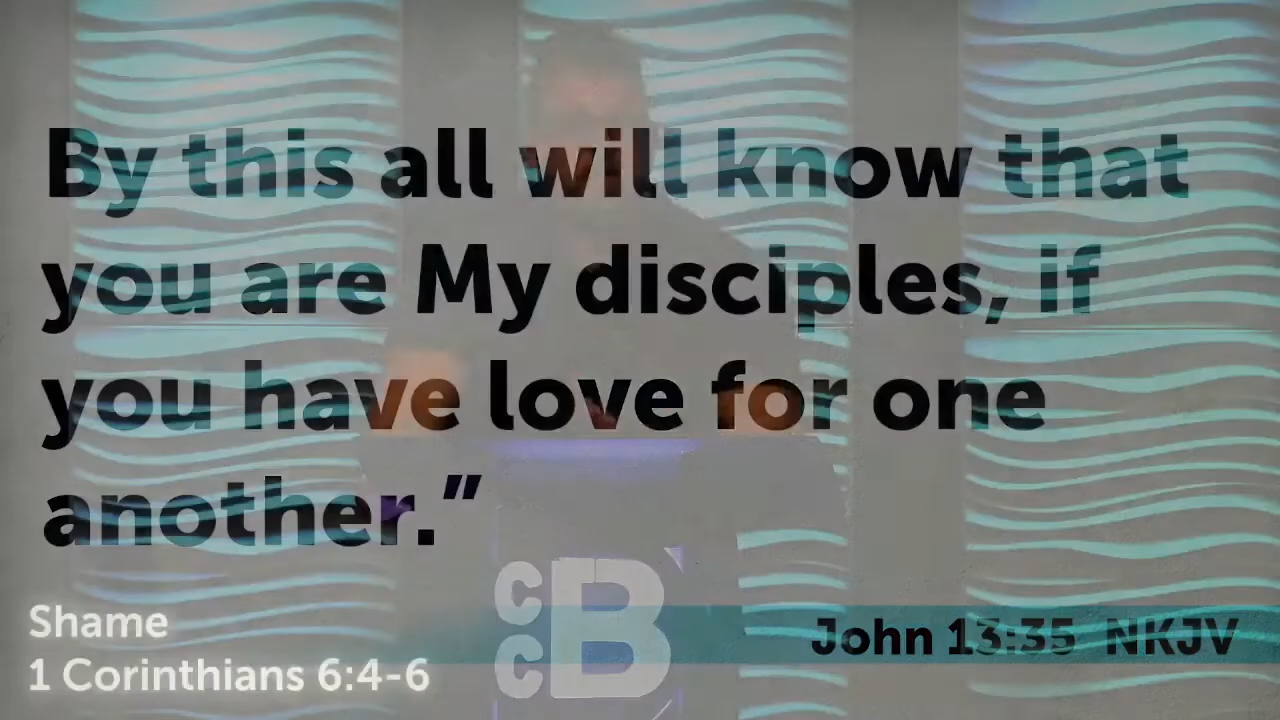 By this all will know that
you are My disciples, if
you have love for one
another.”
Shame
1 Corinthians 6:4-6
CCB
John 13:35 NKJV